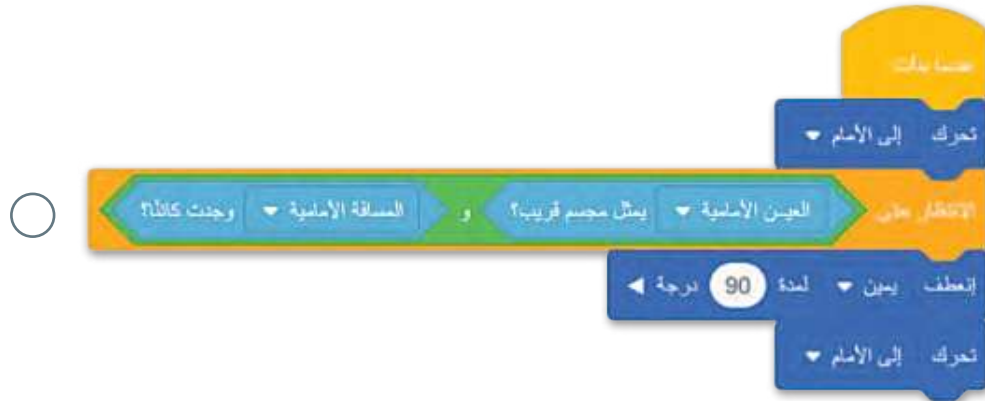 عندما بدأت
تحرك إلى الأمام
الانتظار حتى العين الأمامية يمثل مجسم قريب؟ و المسافة الأمامية وجدت كائنًا؟
إنعطف يمين لمدة 90 درجة
تحرك إلى الأمام